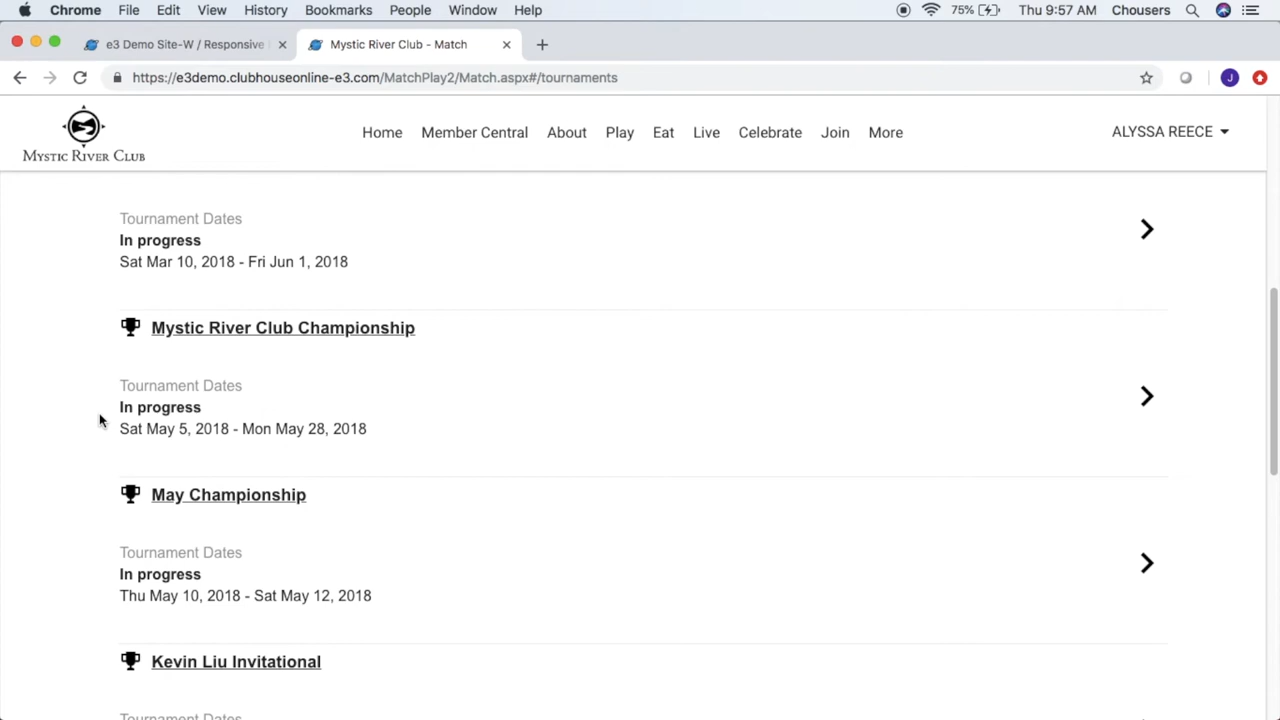 Chrome File Edit View History Bookmarks People Window Help 75% Thu 9:57 AM Chousers
e3 Demo Site-W / Responsive Mystic River Club - Match
https://e3demo.clubhouseonline-e3.com/MatchPlay2/Match.aspx#/tournaments J
MYSTIC RIVER CLUB
Home Member Central About Play Eat Live Celebrate Join More ALYSSA REECE
Tournament Dates
In progress
Sat Mar 10, 2018 - Fri Jun 1, 2018
Mystic River Club Championship
Tournament Dates
In progress
Sat May 5, 2018 - Mon May 28, 2018
May Championship
Tournament Dates
In progress
Thu May 10, 2018 - Sat May 12, 2018
Kevin Liu Invitational
Tournament Dates